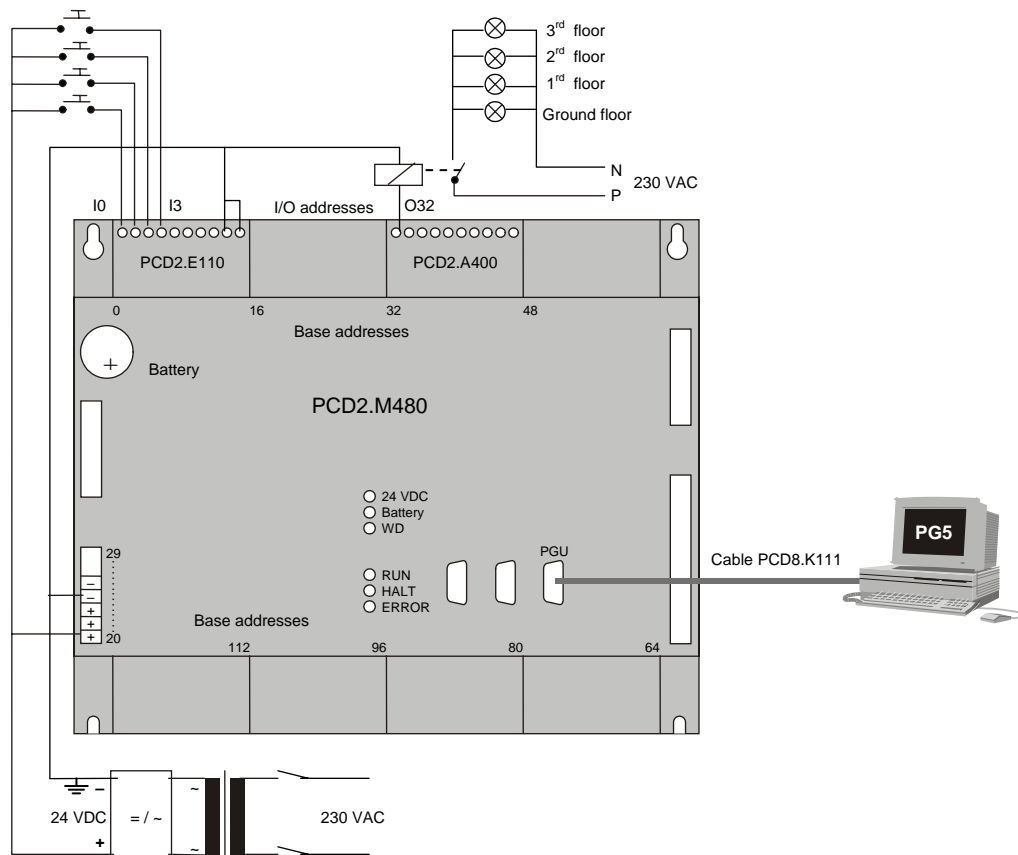 3rd floor
2rd floor
1rd floor
Ground floor
N
230 VAC
P
I0
I3
I/O addresses
O32
PCD2.E110
PCD2.A400
0
16
32
48
Base addresses
+
Battery
PCD2.M480
24 VDC
Battery
WD
PG5
29
PGU
Cable PCD8.K111
–
–
+
+
+
20
RUN
HALT
ERROR
Base addresses
112
96
80
64
–
~
24 VDC
= / ~
230 VAC
+
~